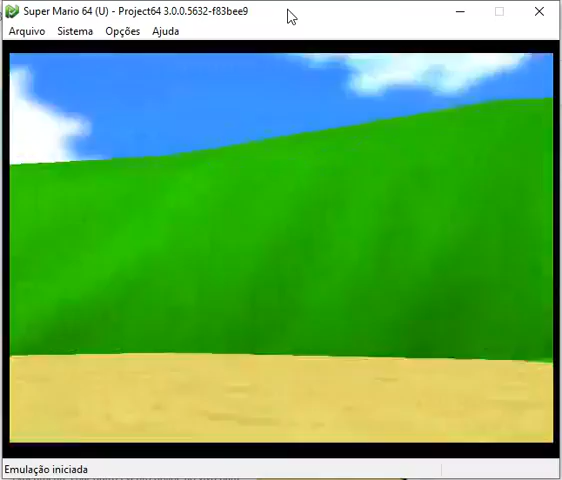 Super Mario 64 (U) - Project64 3.0.0.5632-f83bee9
Arquivo Sistema Opções Ajuda
Emulação iniciada